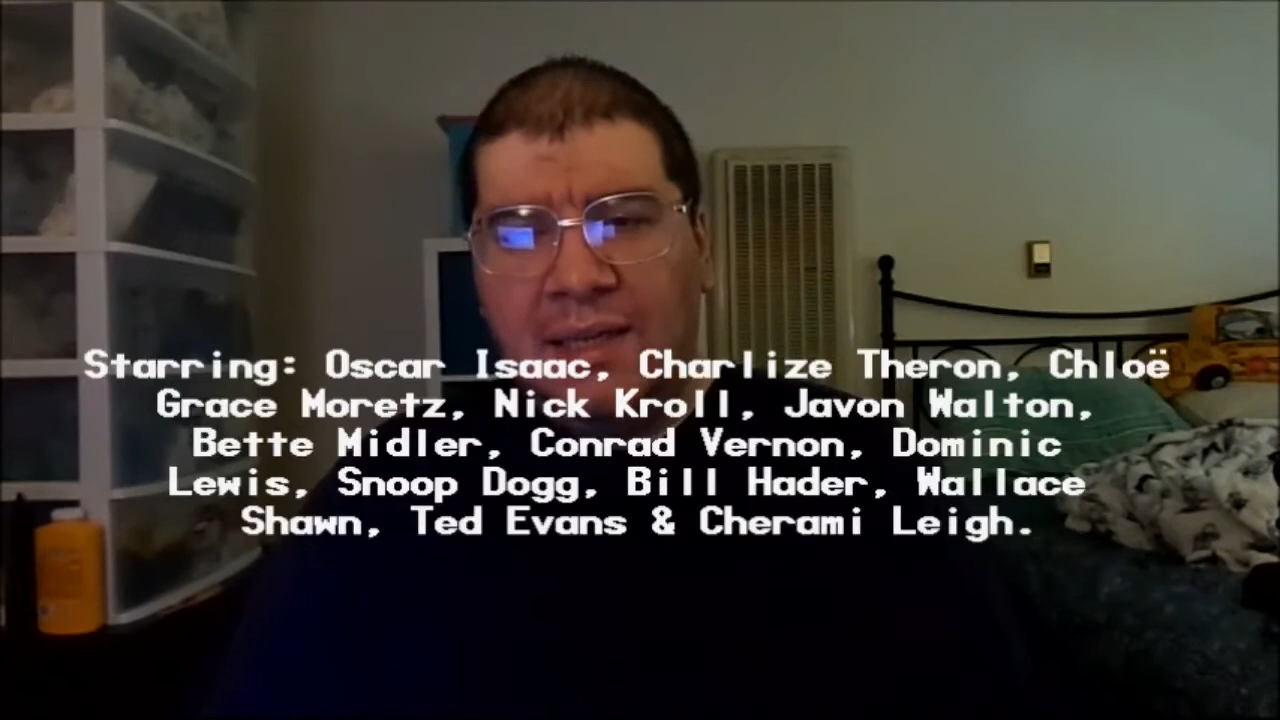 Starring: Oscar Isaac, Charlize Theron, Chloë
Grace Moretz, Nick Kroll, Javon Walton,
Bette Midler, Conrad Vernon, Dominic
Lewis, Snoop Dogg, Bill Hader, Wallace
Shawn, Ted Evans & Cherami Leigh.